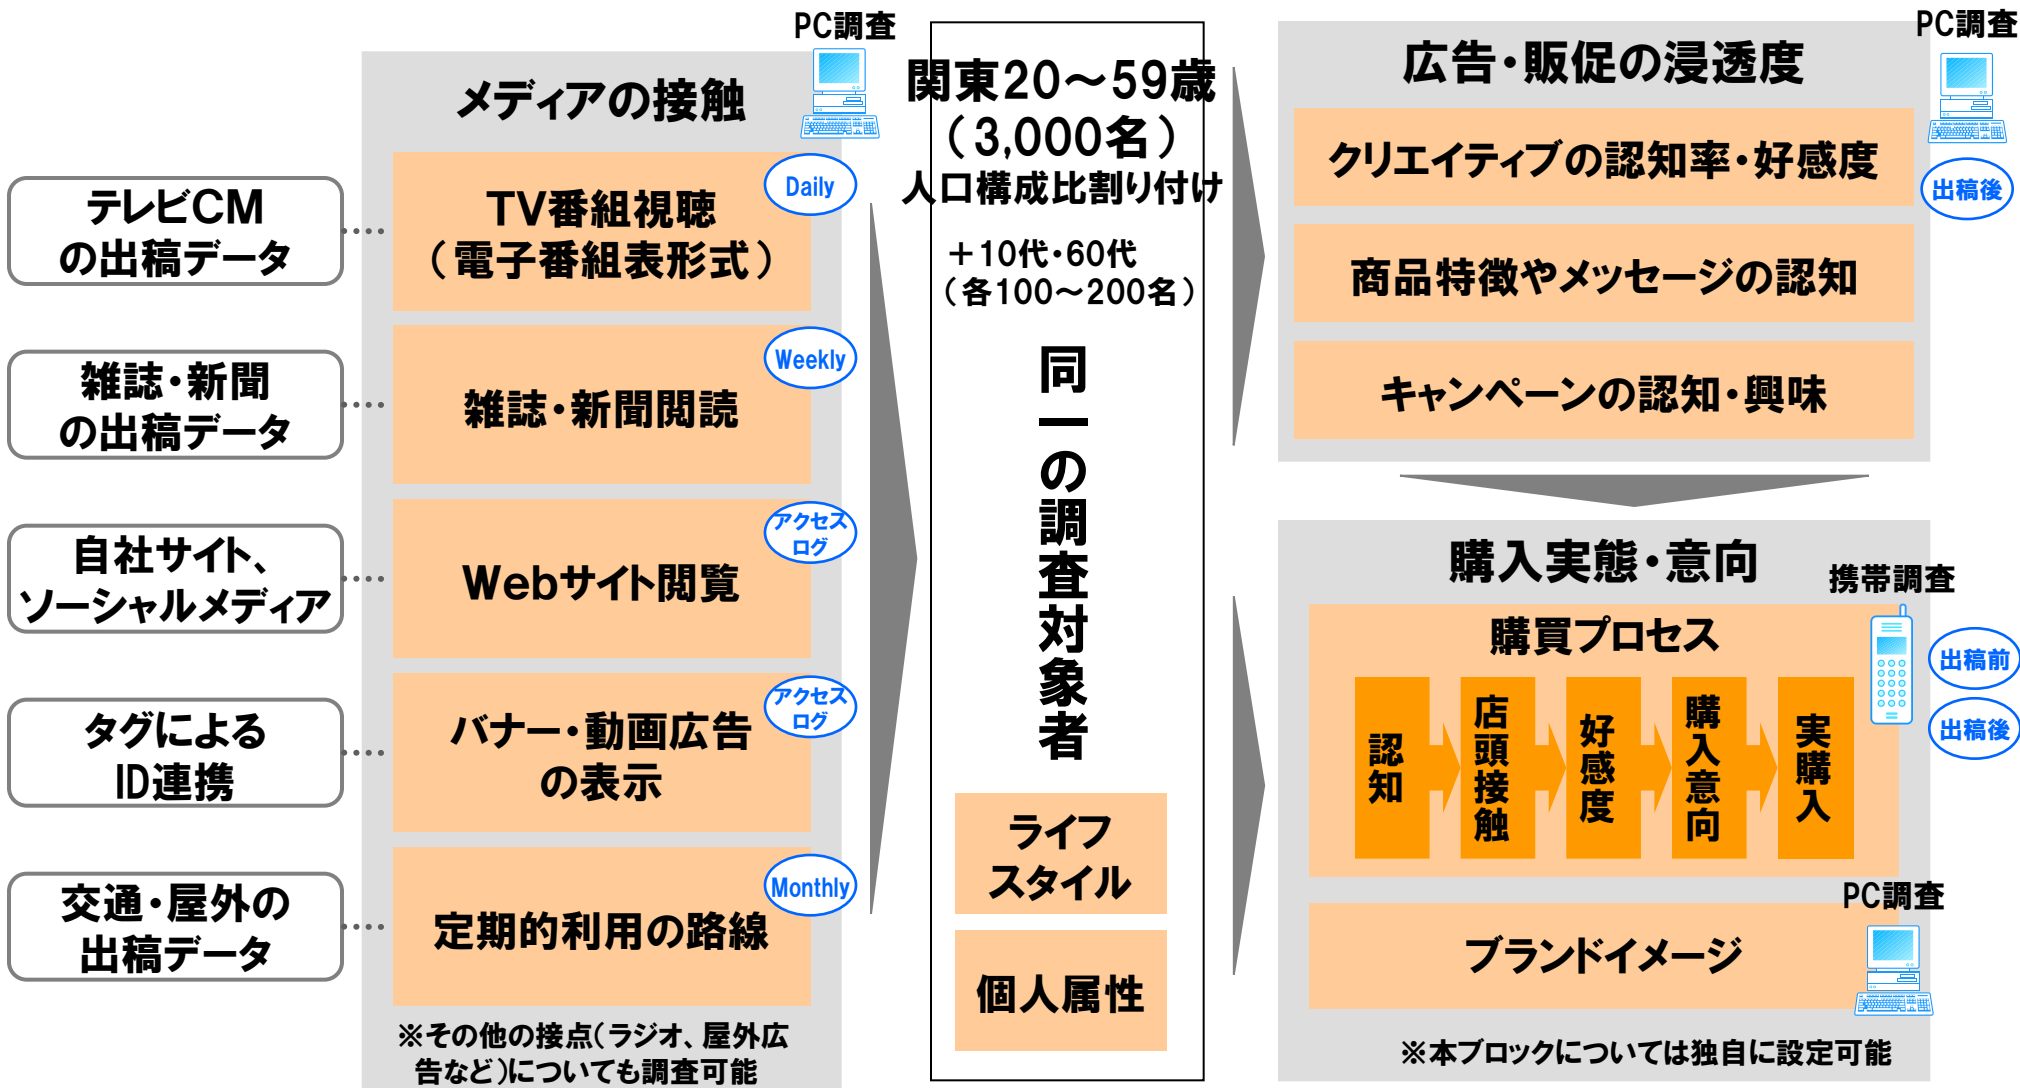 テレビCM
の出稿データ
雑誌・新聞
の出稿データ
自社サイト、
ソーシャルメディア
タグによる
ID連携
交通・屋外の
出稿データ
PC調査
メディアの接触
Daily
TV番組視聴
（電子番組表形式）
Weekly
雑誌・新聞閲読
アクセス
ログ
Webサイト閲覧
アクセス
ログ
バナー・動画広告
の表示
Monthly
定期的利用の路線
※その他の接点（ラジオ、屋外広
告など）についても調査可能
関東20～59歳
（3,000名）
人口構成比割り付け
＋10代・60代
（各100～200名）
同一の調査対象者
ライフ
スタイル
個人属性
PC調査
広告・販促の浸透度
出稿後
クリエイティブの認知率・好感度
商品特徴やメッセージの認知
キャンペーンの認知・興味
購入実態・意向
携帯調査
購買プロセス
出稿前
出稿後
認知
店頭接触
好感度
購入意向
実購入
PC調査
ブランドイメージ
※本ブロックについては独自に設定可能